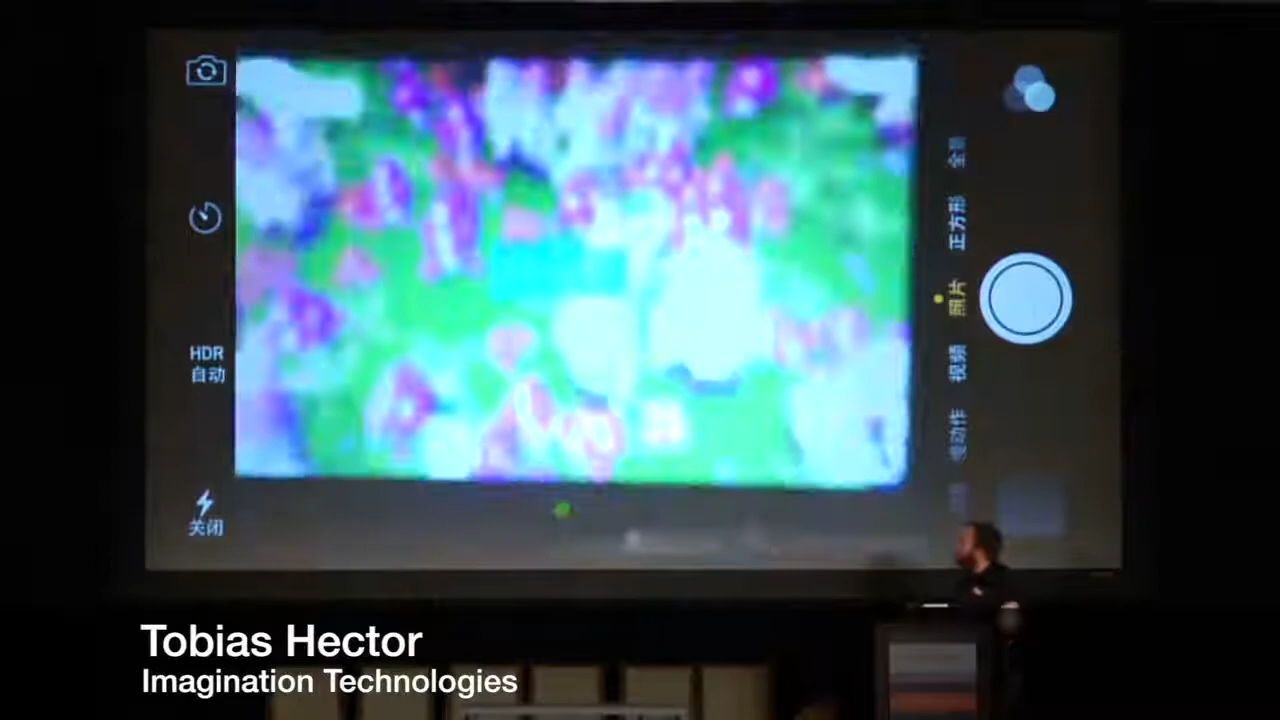 全景
正方形
照片
HDR
自动
视频
慢动作
关闭
Tobias Hector
Imagination Technologies